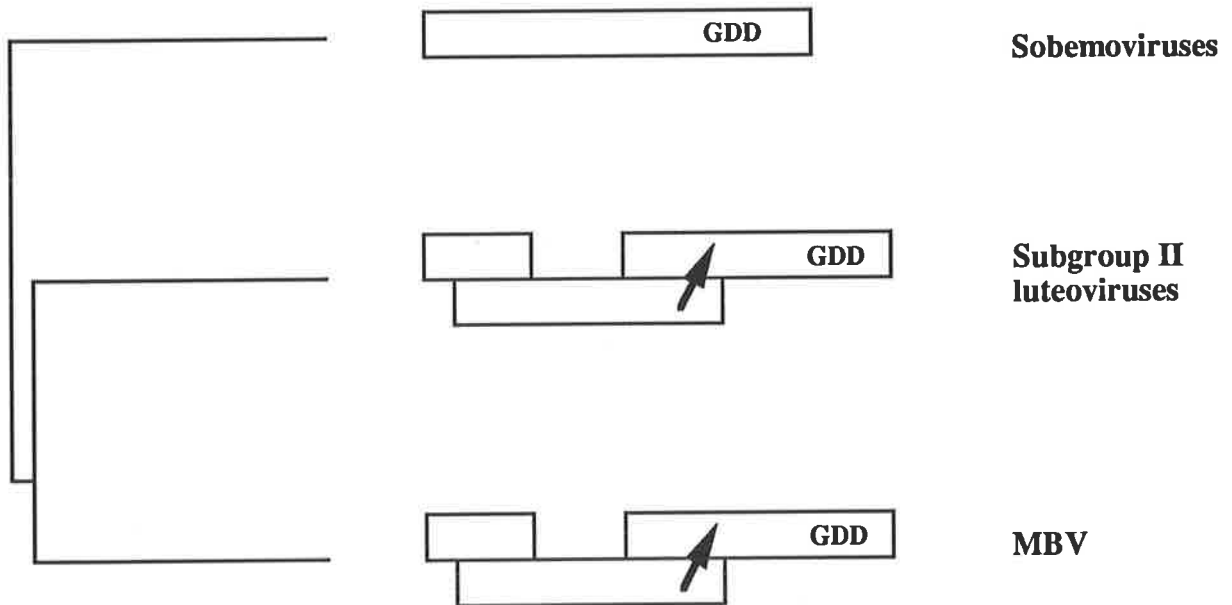 GDD
Sobemoviruses
GDD
Subgroup II
luteoviruses
GDD
MBV